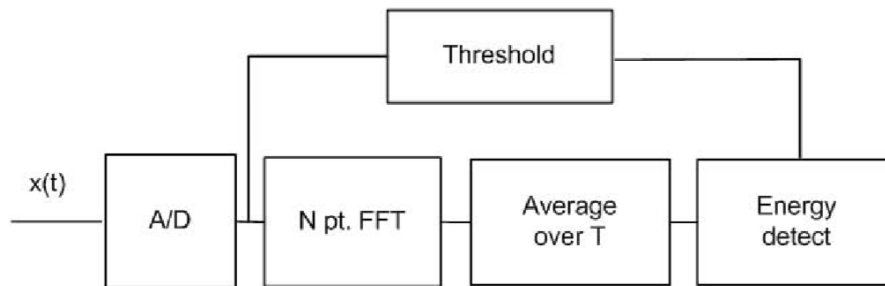 Threshold
x(t)
A/D
N pt. FFT
Average
over T
Energy
detect